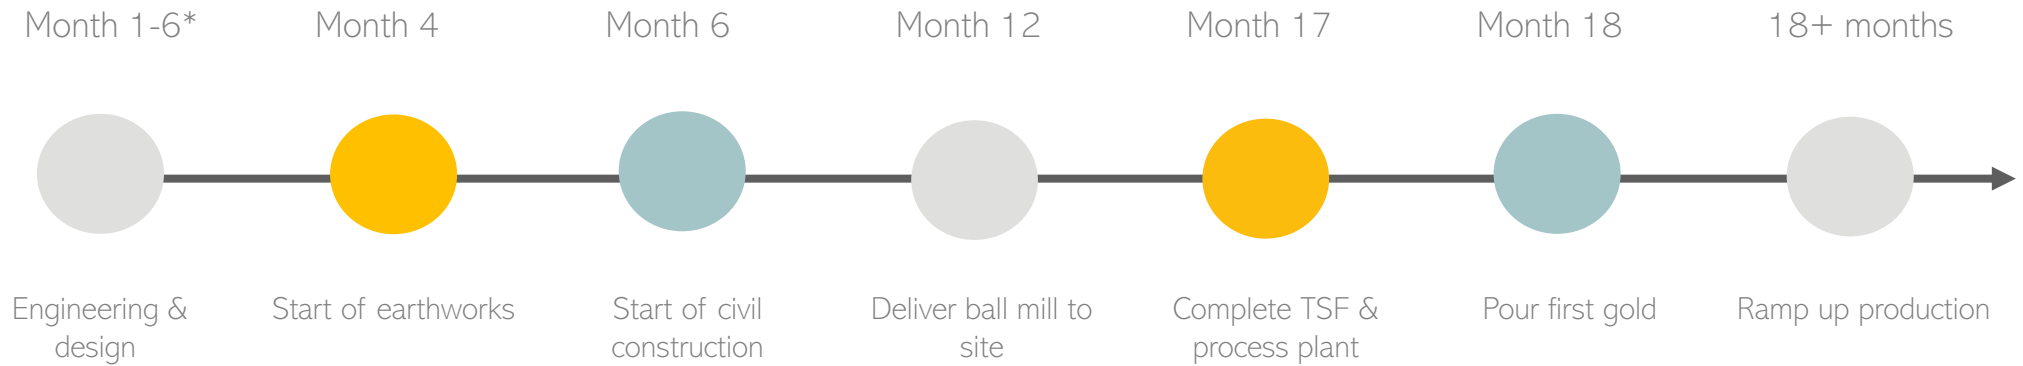 Month 1-6*
Month 4
Month 6
Month 12
Month 17
Month 18
18+ months
Engineering &
design
Start of earthworks
Start of civil
construction
Deliver ball mill to
site
Complete TSF &
process plant
Pour first gold
Ramp up production